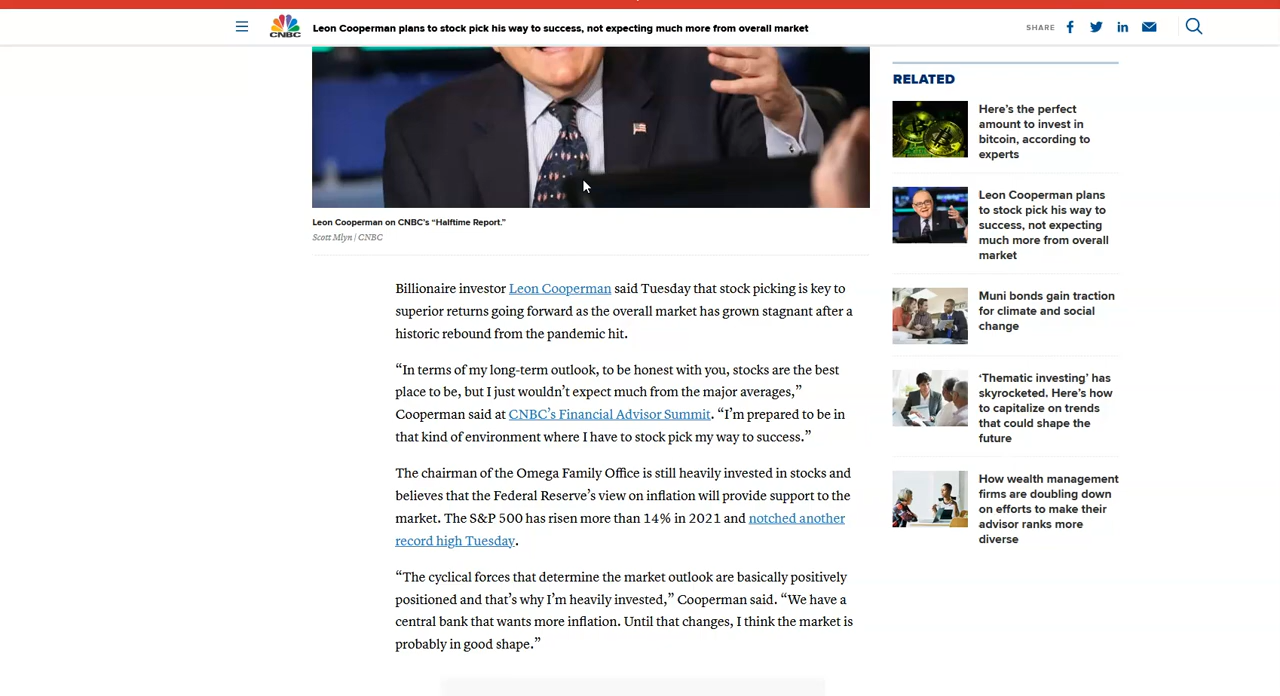 CNBC
Leon Cooperman plans to stock pick his way to success, not expecting much more from overall market
SHARE
Leon Cooperman on CNBC's “Halftime Report.”
Scott Mlyn | CNBC
Billionaire investor Leon Cooperman said Tuesday that stock picking is key to
superior returns going forward as the overall market has grown stagnant after a
historic rebound from the pandemic hit.
“In terms of my long-term outlook, to be honest with you, stocks are the best
place to be, but I just wouldn’t expect much from the major averages,”
Cooperman said at CNBC’s Financial Advisor Summit. “I’m prepared to be in
that kind of environment where I have to stock pick my way to success.”
The chairman of the Omega Family Office is still heavily invested in stocks and
believes that the Federal Reserve’s view on inflation will provide support to the
market. The S&P 500 has risen more than 14% in 2021 and notched another
record high Tuesday.
“The cyclical forces that determine the market outlook are basically positively
positioned and that’s why I’m heavily invested,” Cooperman said. “We have a
central bank that wants more inflation. Until that changes, I think the market is
probably in good shape.”
RELATED
Here’s the perfect
amount to invest in
bitcoin, according to
experts
Leon Cooperman plans
to stock pick his way to
success, not expecting
much more from overall
market
Muni bonds gain traction
for climate and social
change
‘Thematic investing’ has
skyrocketed. Here’s how
to capitalize on trends
that could shape the
future
How wealth management
firms are doubling down
on efforts to make their
advisor ranks more
diverse